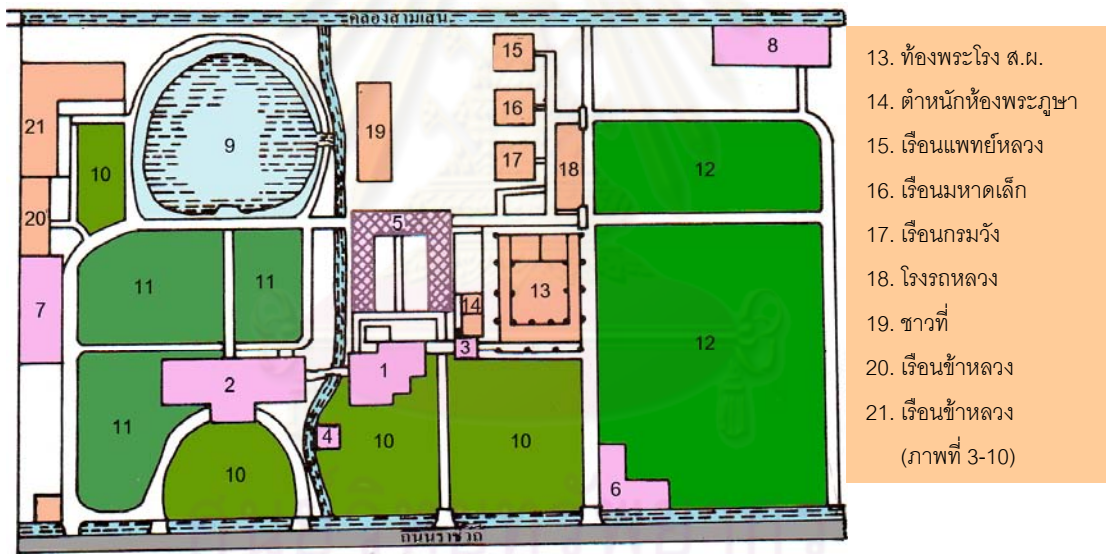 คลองสามเสน
15
8
21
9
19
16
10
17
18
12
20
5
11
11
13
7
14
3
12
1
2
11
4
10
10
10
6
ถนนราชวิถี
13. ท้องพระโรง ส.ผ.
14. ตำหนักห้องพระภูษา
15. เรือนแพทย์หลวง
16. เรือนมหาดเล็ก
17. เรือนกรมวัง
18. โรงรถหลวง
19. ชาวที่
20. เรือนข้าหลวง
21. เรือนข้าหลวง
(ภาพที่ 3-10)